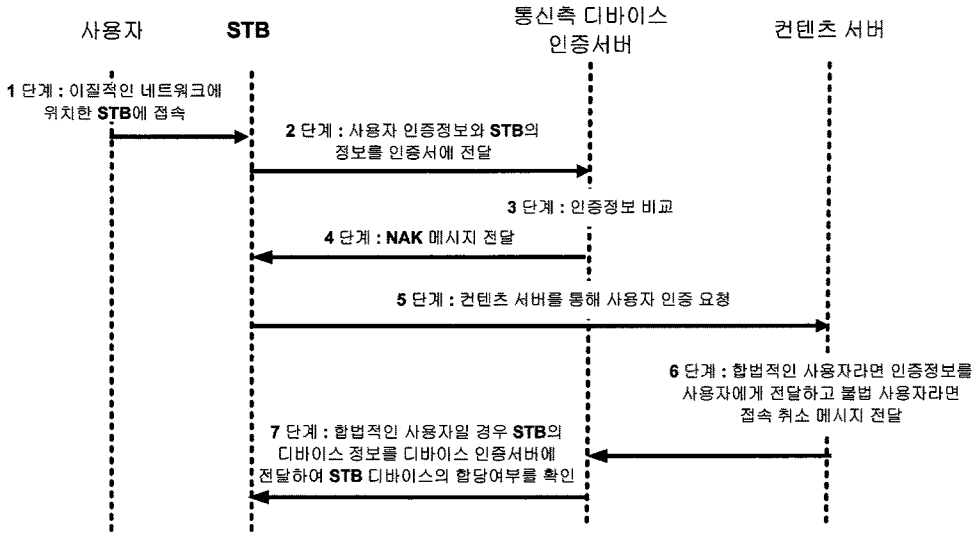 사용자
STB
통신측 디바이스
인증서버
컨텐츠 서버
1 단계 : 이질적인 네트워크에
위치한 STB에 접속
2 단계 : 사용자 인증정보와 STB의
정보를 인증서에 전달
3 단계 : 인증정보 비교
4 단계 : NAK 메시지 전달
5 단계 : 컨텐츠 서버를 통해 사용자 인증 요청
6 단계 : 합법적인 사용자라면 인증정보를
사용자에게 전달하고 불법 사용자라면
접속 취소 메시지 전달
7 단계 : 합법적인 사용자일 경우 STB의
디바이스 정보를 디바이스 인증서버에
전달하여 STB 디바이스의 합당여부를 확인